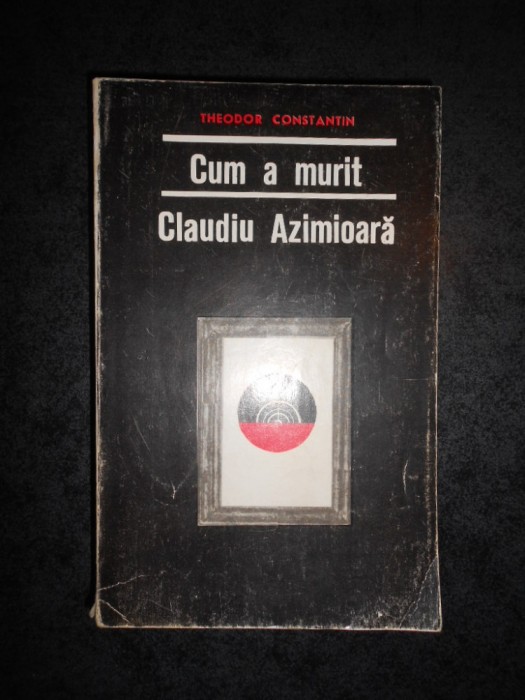 THEODOR CONSTANTIN
Cum a murit
Claudiu Azimioară